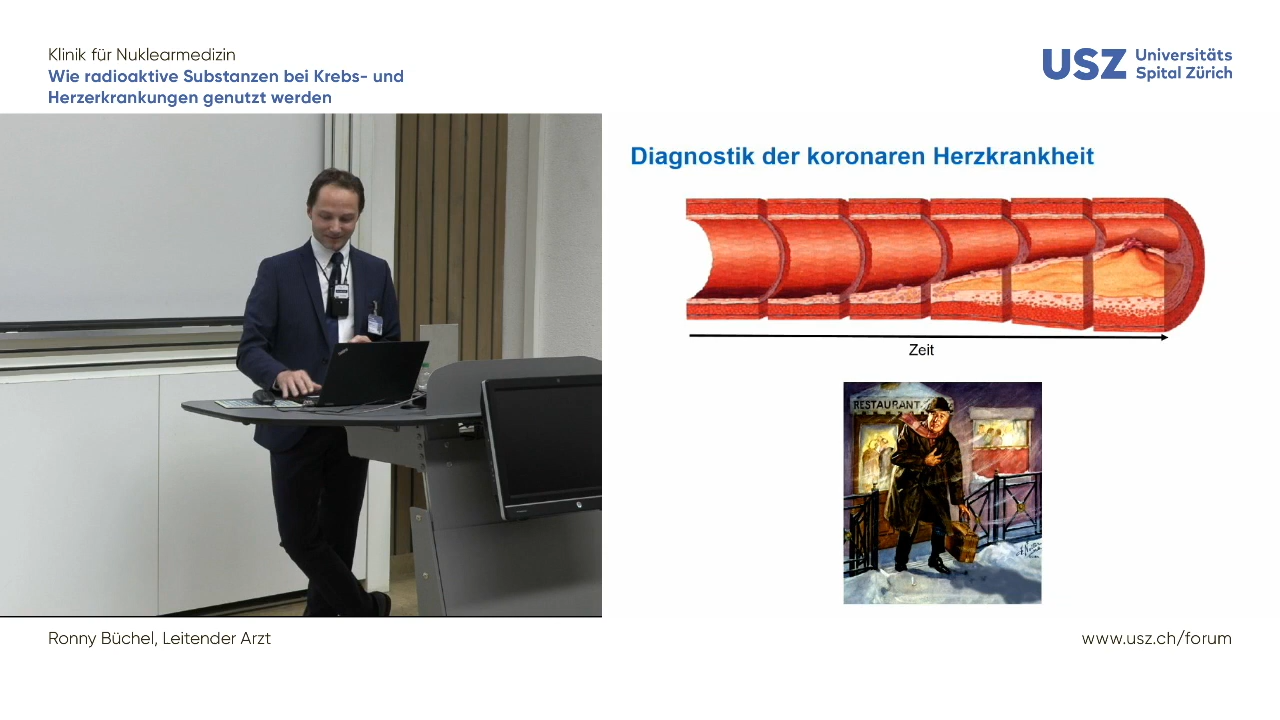 Klinik für Nuklearmedizin
Wie radioaktive Substanzen bei Krebs- und
Herzerkrankungen genutzt werden
USZ Universitäts
Spital Zürich
Diagnostik der koronaren Herzkrankheit
Zeit
RESTAURANT
Ronny Büchel, Leitender Arzt
www.usz.ch/forum